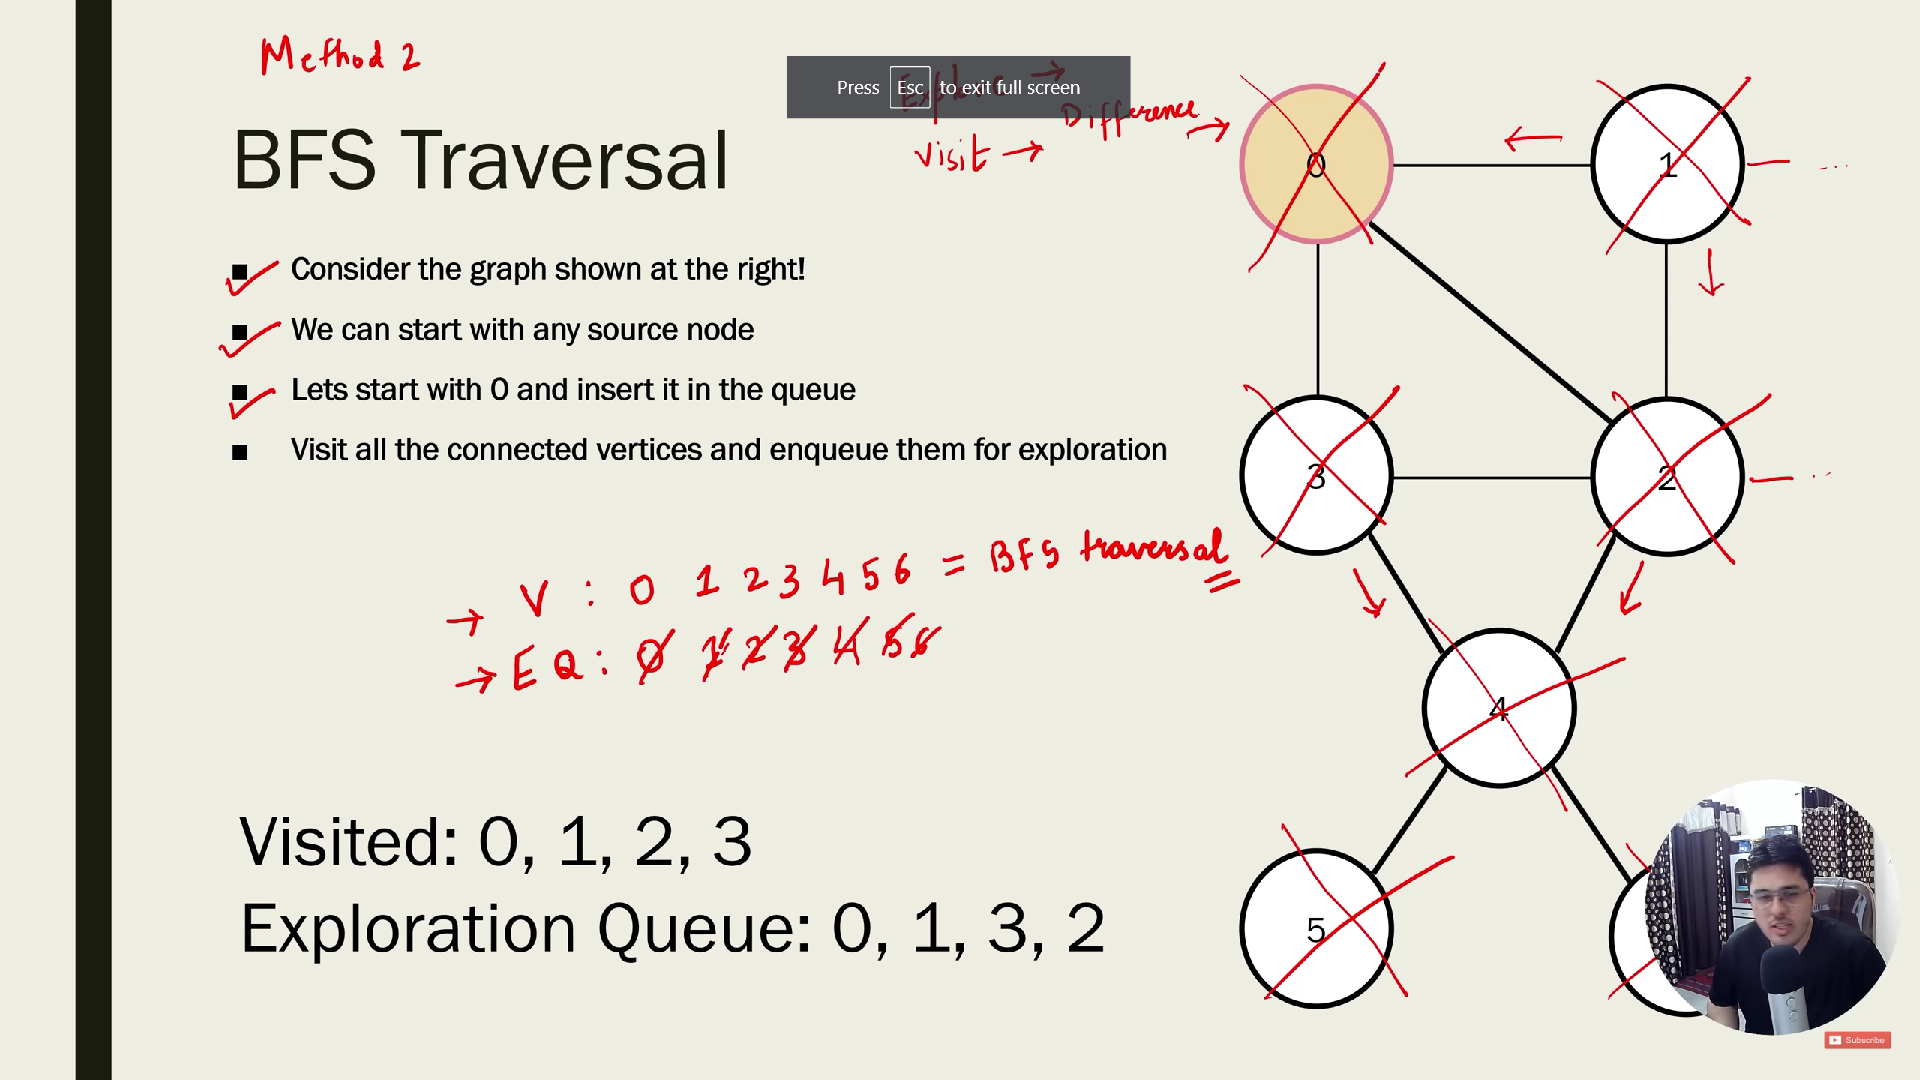 Method 2
Press Esc to exit full screen
Explore →
Difference →
Visit →
BFS Traversal
■ Consider the graph shown at the right!
■ We can start with any source node
■ Lets start with 0 and insert it in the queue
■ Visit all the connected vertices and enqueue them for exploration
0
1
3
2
4
5
→ V : 0 1 2 3 4 5 6 = BFS traversal
→ EQ : 0 1 2 3 4 5 6
Visited: 0, 1, 2, 3
Exploration Queue: 0, 1, 3, 2
Subscribe